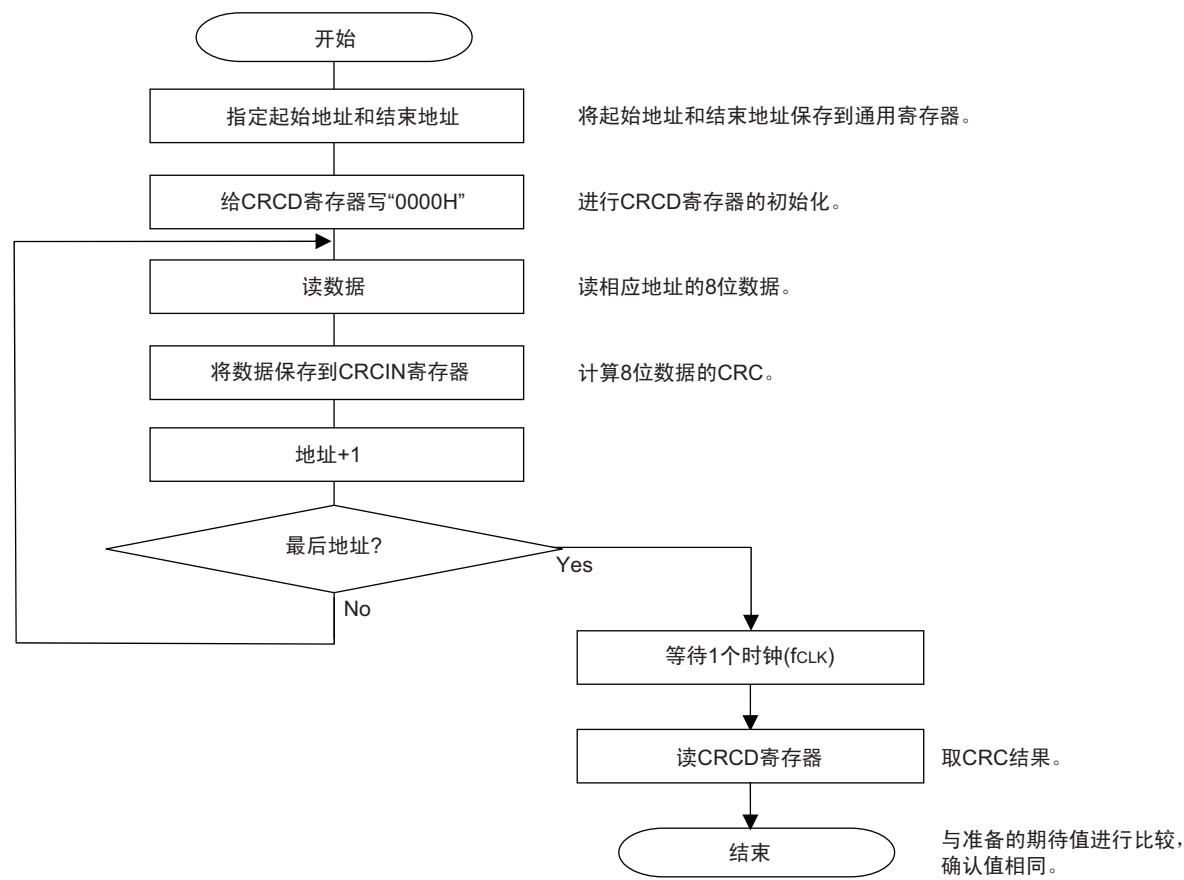 开始
指定起始地址和结束地址
将起始地址和结束地址保存到通用寄存器。
给CRCD寄存器写“0000H”
进行CRCD寄存器的初始化。
读数据
读相应地址的8位数据。
将数据保存到CRCIN寄存器
计算8位数据的CRC。
地址+1
最后地址?
Yes
No
等待1个时钟(fCLK)
读CRCD寄存器
取CRC结果。
结束
与准备的期待值进行比较，
确认值相同。